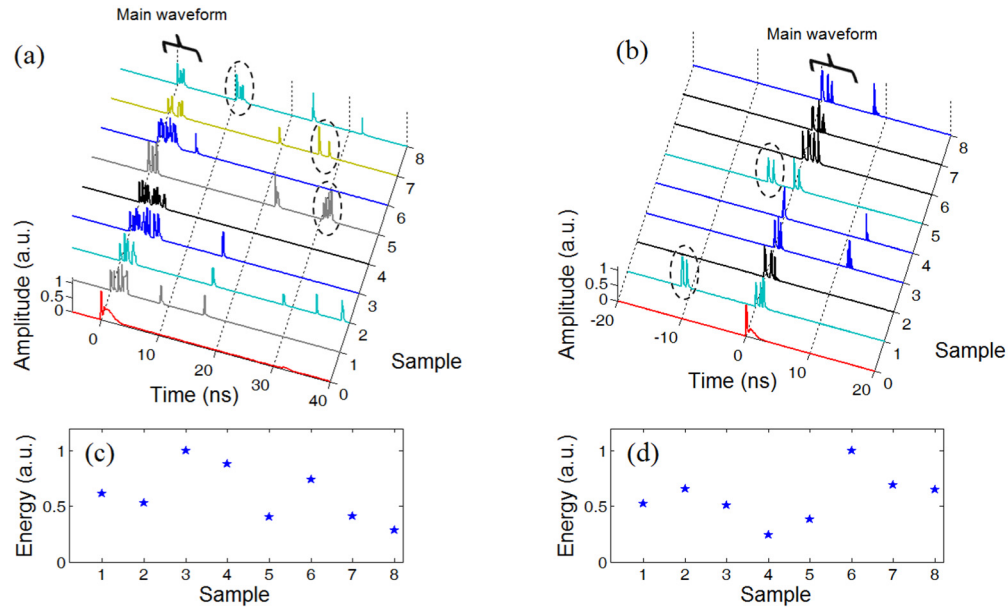 Main waveform
(a)
Amplitude (a.u.)
1
0.5
0
0
10
20
30
40
Time (ns)
0
1
2
3
4
5
6
7
8
Sample
Main waveform
(b)
Amplitude (a.u.)
1
0.5
0
-20
-10
0
10
20
Time (ns)
0
1
2
3
4
5
6
7
8
Sample
(c)
Energy (a.u.)
1
0.5
0
1 2 3 4 5 6 7 8
Sample
(d)
Energy (a.u.)
1
0.5
0
1 2 3 4 5 6 7 8
Sample